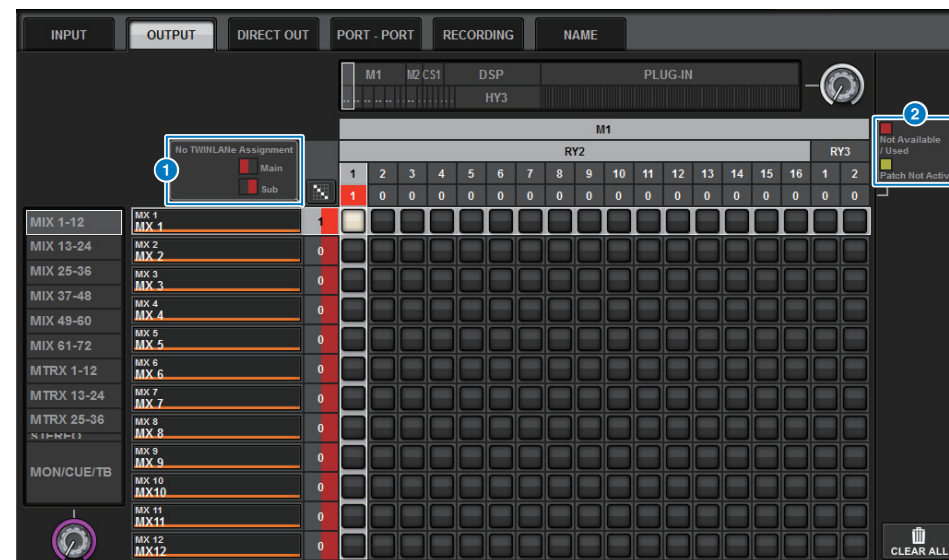 INPUT OUTPUT DIRECT OUT PORT - PORT RECORDING NAME
M1 M2 CS1 DSP PLUG-IN
HY3
M1
RY2 RY3
1 2 3 4 5 6 7 8 9 10 11 12 13 14 15 16 1 2
1 0 0 0 0 0 0 0 0 0 0 0 0 0 0 0 0 0
1
No TWINLANe Assignment
Main
Sub
2
Not Available
/ Used
Patch Not Activ
MIX 1-12
MIX 13-24
MIX 25-36
MIX 37-48
MIX 49-60
MIX 61-72
MTRX 1-12
MTRX 13-24
MTRX 25-36
STEREO
MON/CUE/TB
MX 1
MX 1 1
MX 2
MX 2 0
MX 3
MX 3 0
MX 4
MX 4 0
MX 5
MX 5 0
MX 6
MX 6 0
MX 7
MX 7 0
MX 8
MX 8 0
MX 9
MX 9 0
MX 10
MX10 0
MX 11
MX11 0
MX 12
MX12 0
CLEAR ALL